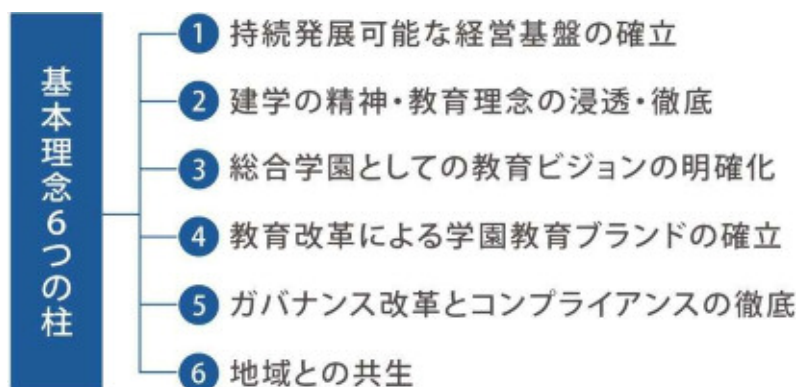 基本理念6つの柱
1 持続発展可能な経営基盤の確立
2 建学の精神・教育理念の浸透・徹底
3 総合学園としての教育ビジョンの明確化
4 教育改革による学園教育ブランドの確立
5 ガバナンス改革とコンプライアンスの徹底
6 地域との共生